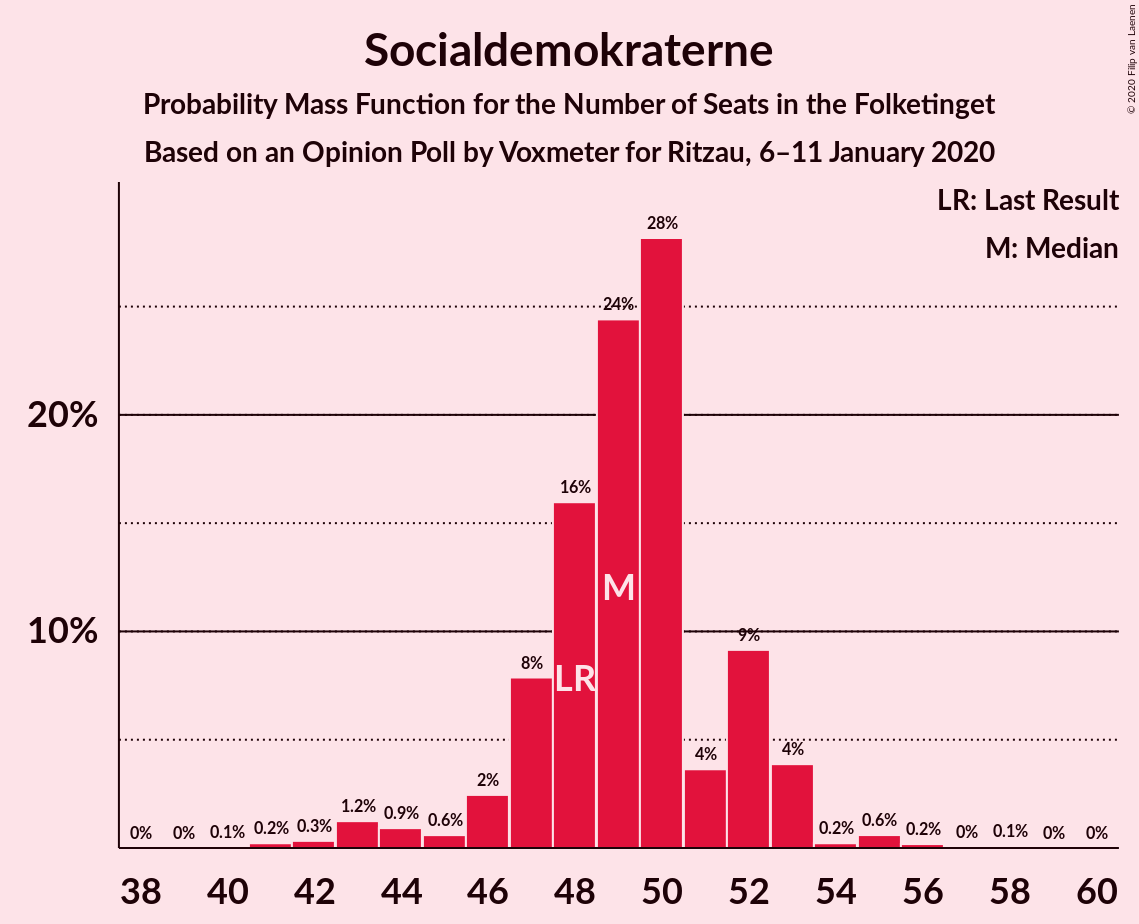 Socialdemokraterne
Probability Mass Function for the Number of Seats in the Folketinget
Based on an Opinion Poll by Voxmeter for Ritzau, 6–11 January 2020
© 2020 Filip van Laenen
LR: Last Result
M: Median
20%
10%
0%
0%
0.1%
0.2%
0.3%
1.2%
0.9%
0.6%
2%
8%
16%
24%
28%
4%
9%
4%
0.2%
0.6%
0.2%
0%
0.1%
0%
0%
LR
M
38 40 42 44 46 48 50 52 54 56 58 60